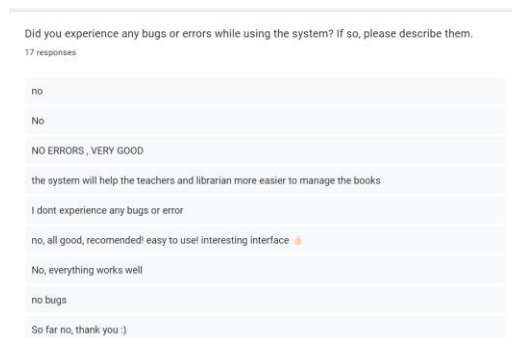 Did you experience any bugs or errors while using the system? If so, please describe them.
17 responses
no
No
NO ERRORS , VERY GOOD
the system will help the teachers and librarian more easier to manage the books
I dont experience any bugs or error
no, all good, recomended! easy to use! interesting interface 👍🏻
No, everything works well
no bugs
So far no, thank you :)